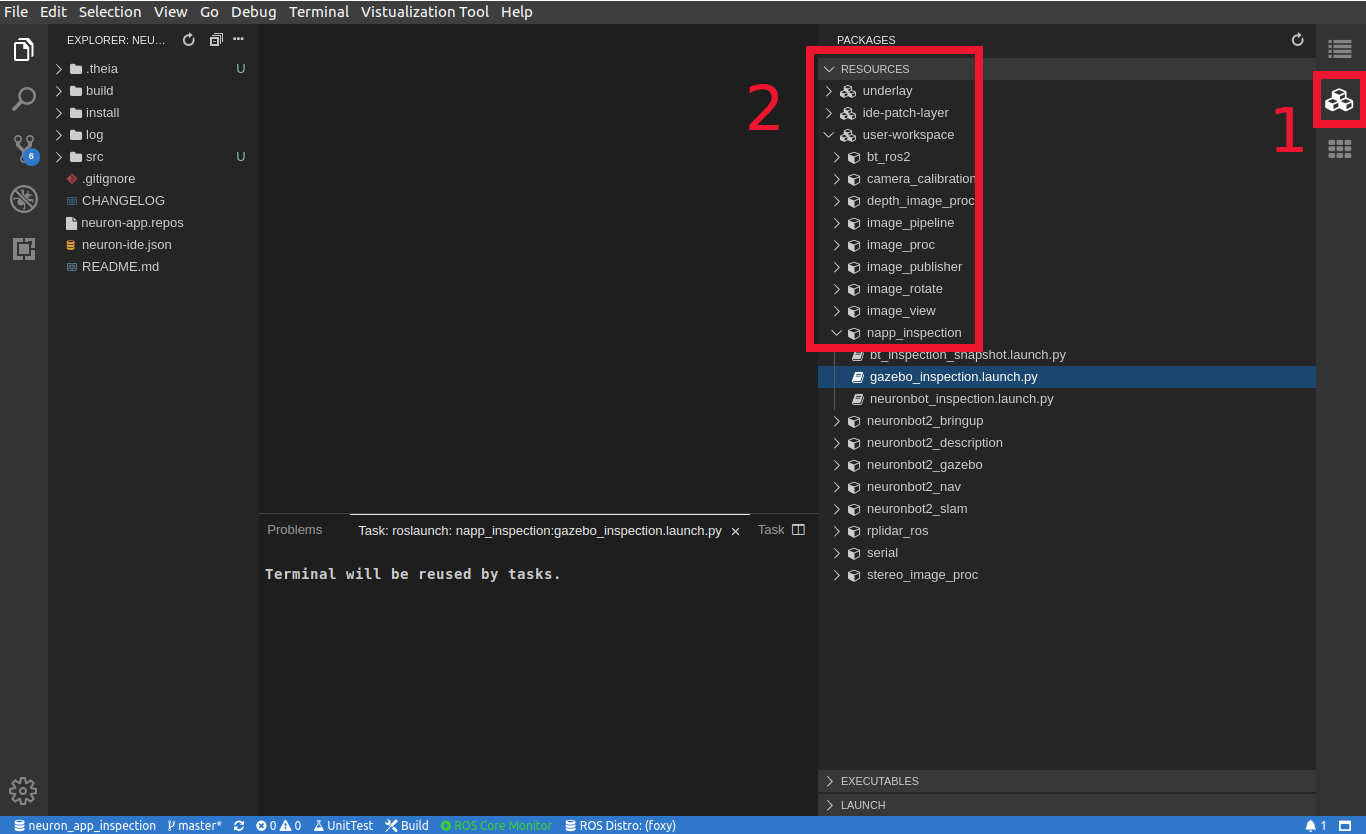 File Edit Selection View Go Debug Terminal Vistualization Tool Help
EXPLORER: NEU...
.theia U
build
install
log
src U
.gitignore
CHANGELOG
neuron-app.repos
neuron-ide.json
README.md
6
Problems Task: roslaunch: napp_inspection:gazebo_inspection.launch.py × Task
Terminal will be reused by tasks.
PACKAGES
RESOURCES
underlay
ide-patch-layer
user-workspace
bt_ros2
camera_calibration
depth_image_proc
image_pipeline
image_proc
image_publisher
image_rotate
image_view
napp_inspection
bt_inspection_snapshot.launch.py
gazebo_inspection.launch.py
neuronbot_inspection.launch.py
neuronbot2_bringup
neuronbot2_description
neuronbot2_gazebo
neuronbot2_nav
neuronbot2_slam
rplidar_ros
serial
stereo_image_proc
EXECUTABLES
LAUNCH
2
1
neuron_app_inspection master* 0 0 UnitTest Build ROS Core Monitor ROS Distro: (foxy) 1